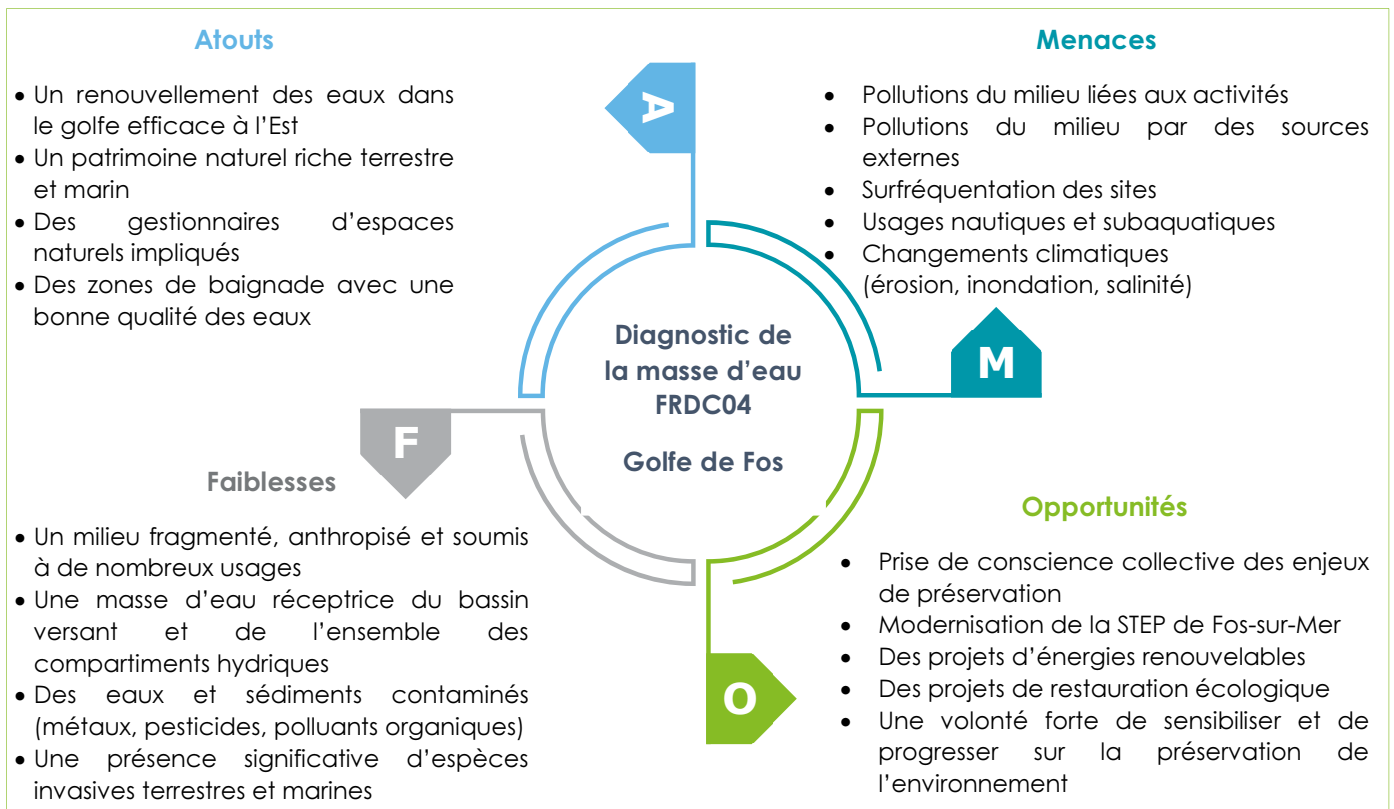 Atouts
• Un renouvellement des eaux dans
le golfe efficace à l'Est
• Un patrimoine naturel riche terrestre
et marin
• Des gestionnaires d'espaces
naturels impliqués
• Des zones de baignade avec une
bonne qualité des eaux
A
Menaces
• Pollutions du milieu liées aux activités
• Pollutions du milieu par des sources
externes
• Surfréquentation des sites
• Usages nautiques et subaquatiques
• Changements climatiques
(érosion, inondation, salinité)
M
Diagnostic de
la masse d'eau
FRDC04
Golfe de Fos
F
Faiblesses
• Un milieu fragmenté, anthropisé et soumis
à de nombreux usages
• Une masse d'eau réceptrice du bassin
versant et de l'ensemble des
compartiments hydriques
• Des eaux et sédiments contaminés
(métaux, pesticides, polluants organiques)
• Une présence significative d'espèces
invasives terrestres et marines
O
Opportunités
• Prise de conscience collective des enjeux
de préservation
• Modernisation de la STEP de Fos-sur-Mer
• Des projets d'énergies renouvelables
• Des projets de restauration écologique
• Une volonté forte de sensibiliser et de
progresser sur la préservation de
l'environnement